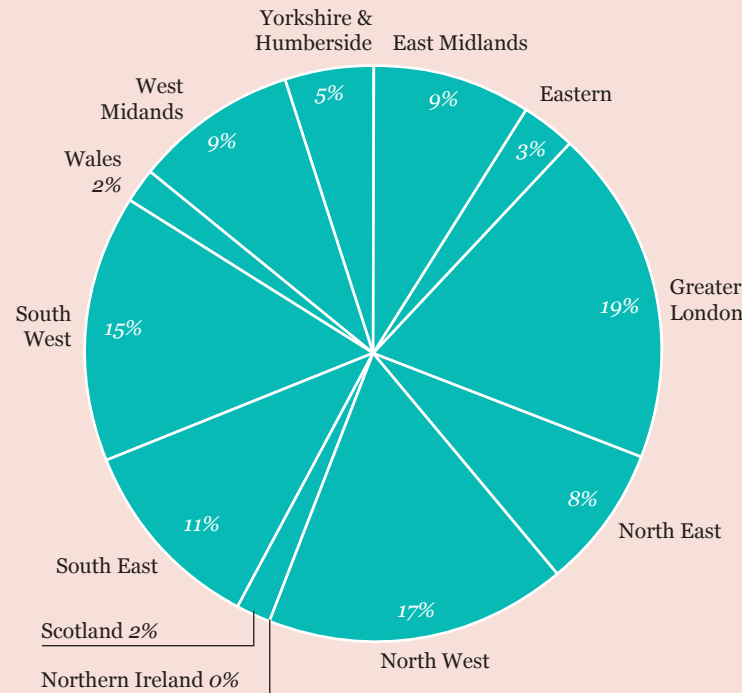 Yorkshire &
Humberside
5%
East Midlands
9%
Eastern
3%
Greater
London
19%
North East
8%
North West
17%
Northern Ireland 0%
Scotland 2%
South East
11%
South
West
15%
Wales
2%
West
Midands
9%